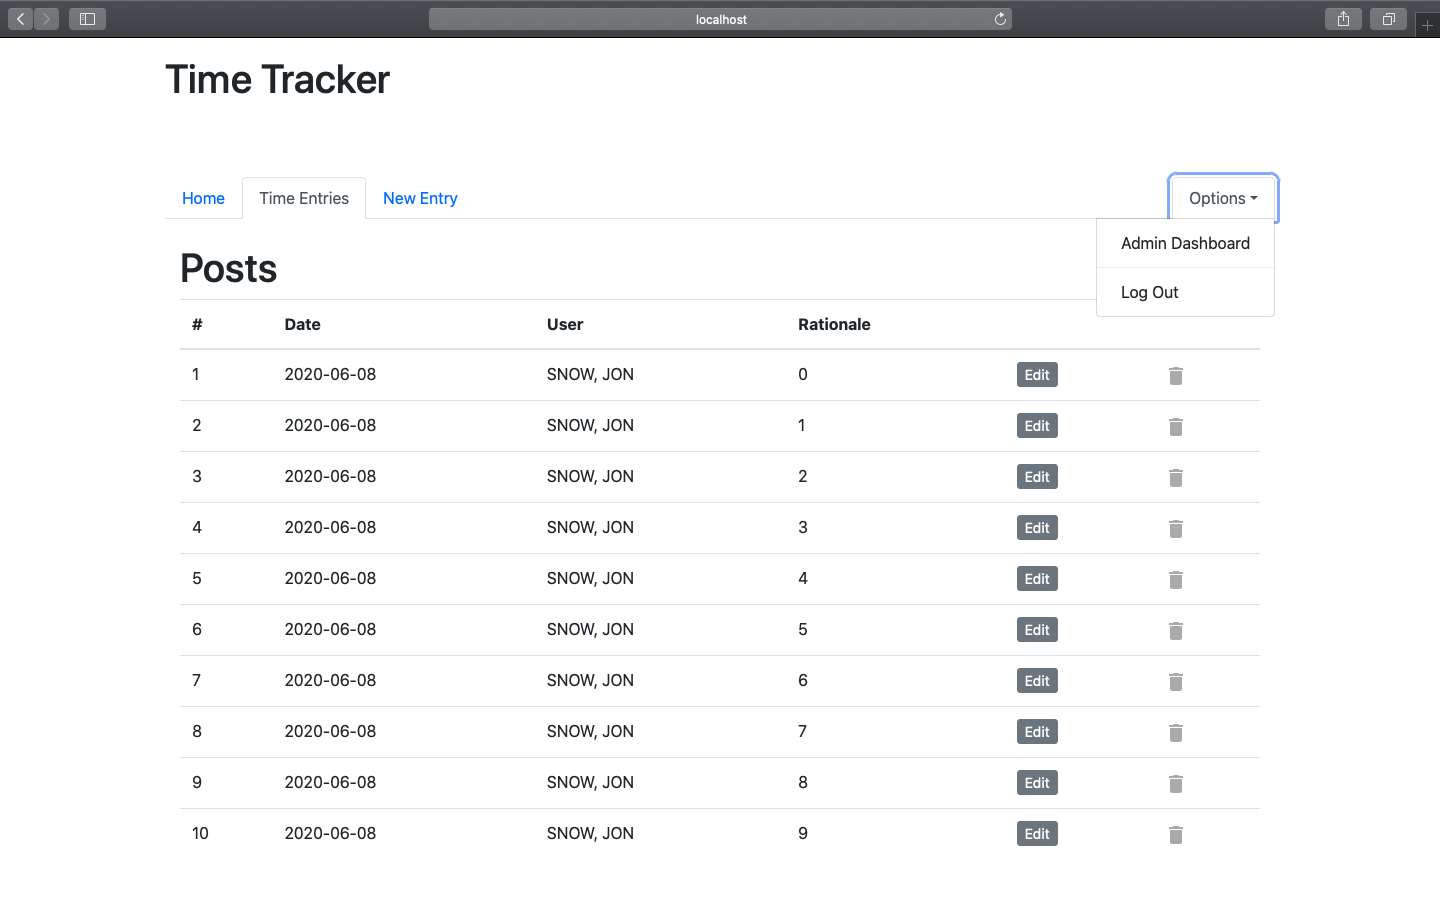 localhost
Time Tracker
Home Time Entries New Entry Options
Admin Dashboard
Log Out
Posts
# Date User Rationale
1 2020-06-08 SNOW, JON 0 Edit
2 2020-06-08 SNOW, JON 1 Edit
3 2020-06-08 SNOW, JON 2 Edit
4 2020-06-08 SNOW, JON 3 Edit
5 2020-06-08 SNOW, JON 4 Edit
6 2020-06-08 SNOW, JON 5 Edit
7 2020-06-08 SNOW, JON 6 Edit
8 2020-06-08 SNOW, JON 7 Edit
9 2020-06-08 SNOW, JON 8 Edit
10 2020-06-08 SNOW, JON 9 Edit